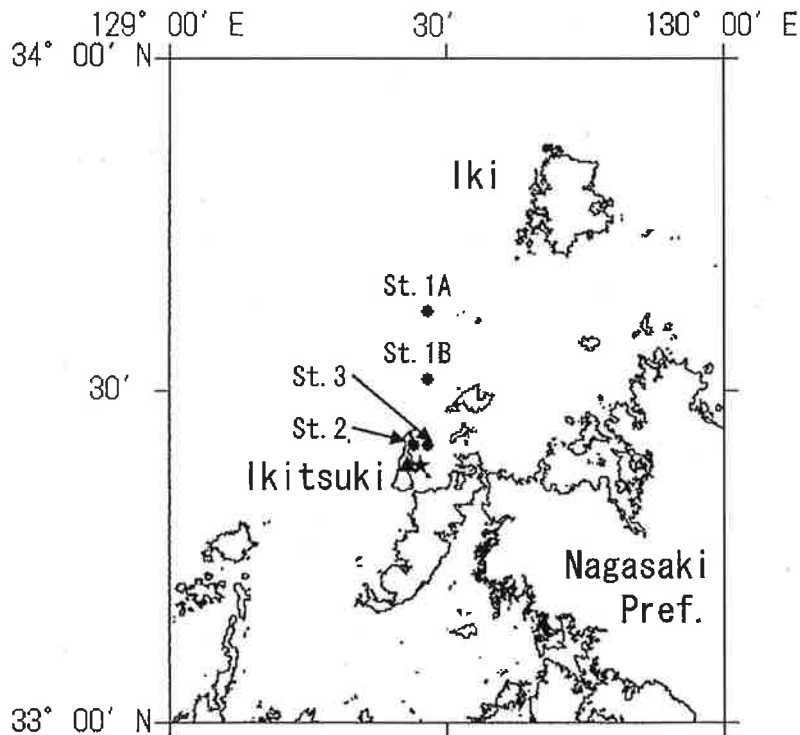 129° 00′ E 30′ 130° 00′ E
34° 00′ N
Iki
St. 1A
St. 1B
St. 3
30′
St. 2
Ikitsuki
Nagasaki
Pref.
33° 00′ N